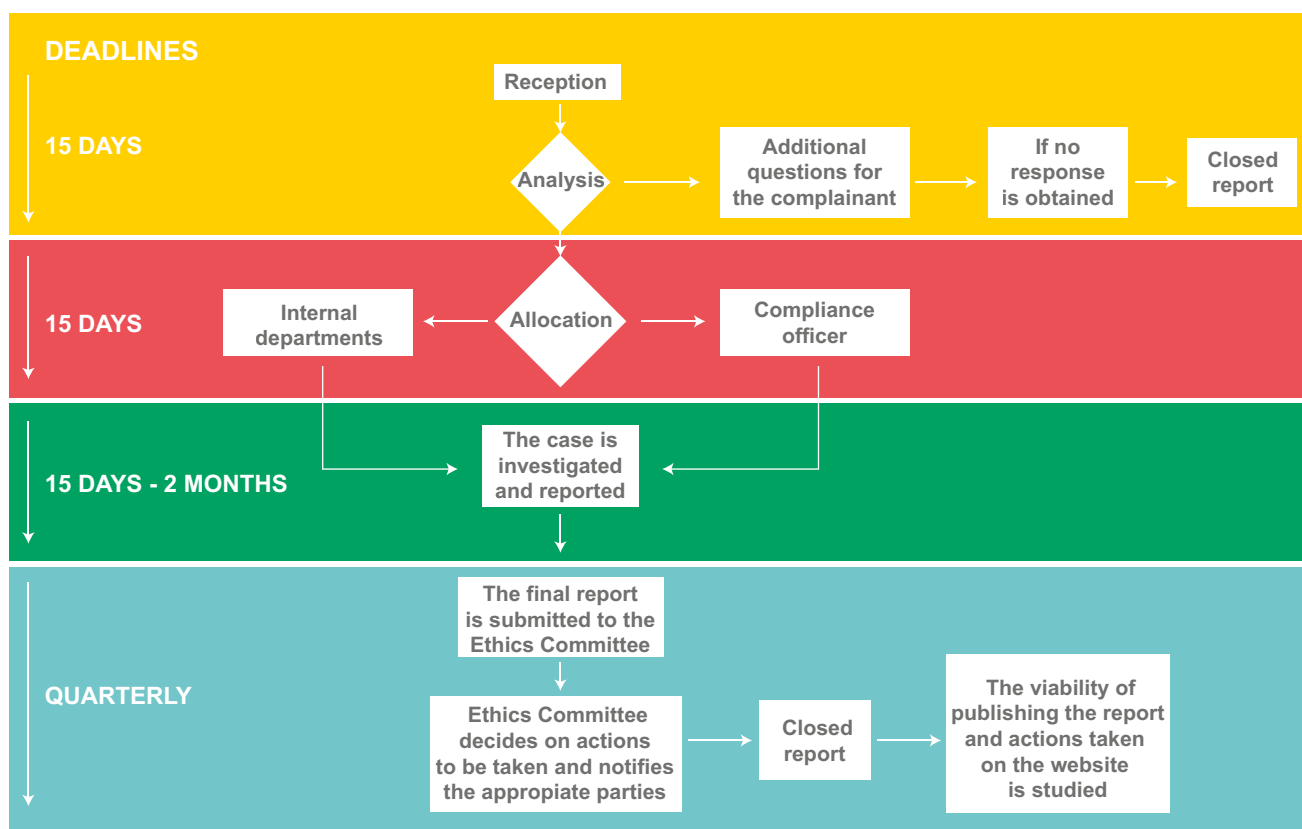 DEADLINES
Reception
15 DAYS
Analysis
Additional
questions for
the complainant
If no
response
is obtained
Closed
report
15 DAYS
Internal
departments
Allocation
Compliance
officer
15 DAYS - 2 MONTHS
The case is
investigated
and reported
QUARTERLY
The final report
is submitted to the
Ethics Committee
Ethics Committee
decides on actions
to be taken and notifies
the appropiate parties
Closed
report
The viability of
publishing the report
and actions taken
on the website
is studied